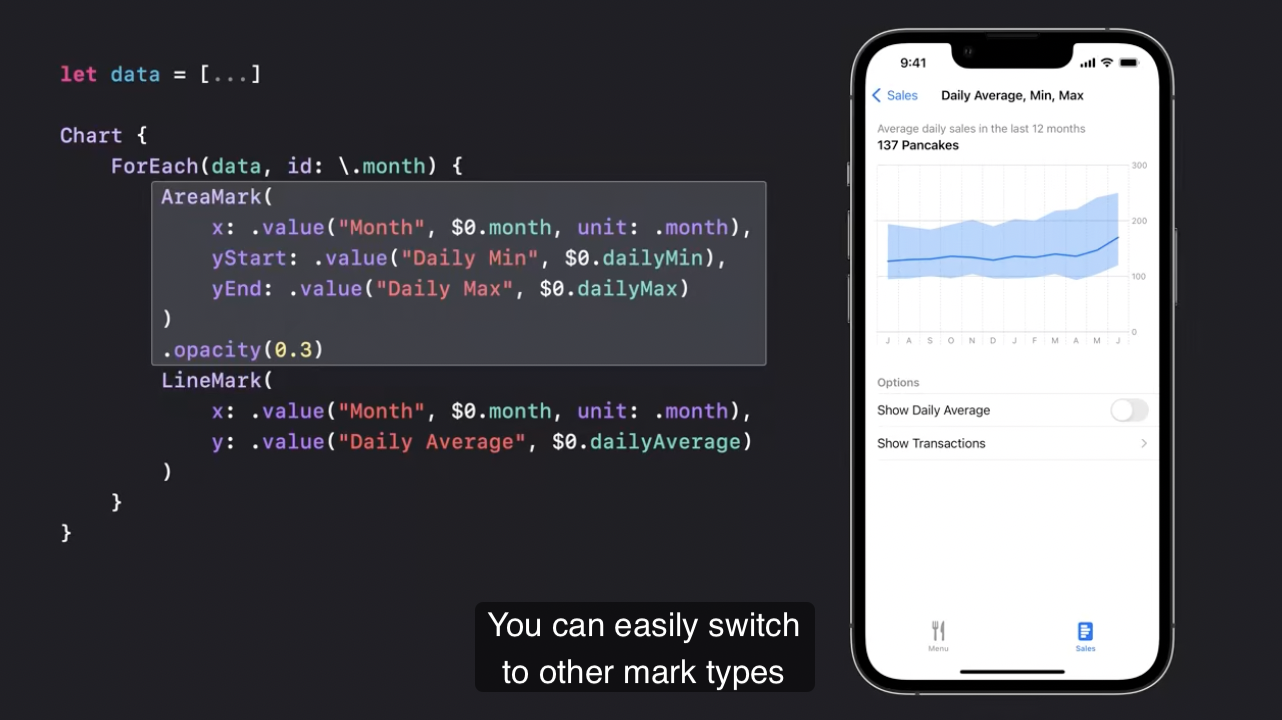 let data = [...]
Chart {
ForEach(data, id: \.month) {
AreaMark(
x: .value("Month", $0.month, unit: .month),
yStart: .value("Daily Min", $0.dailyMin),
yEnd: .value("Daily Max", $0.dailyMax)
)
.opacity(0.3)
LineMark(
x: .value("Month", $0.month, unit: .month),
y: .value("Daily Average", $0.dailyAverage)
)
}
}
9:41
Sales
Daily Average, Min, Max
Average daily sales in the last 12 months
137 Pancakes
300
200
100
0
J A S O N D J F M A M J
Options
Show Daily Average
Show Transactions
Menu
Sales
You can easily switch
to other mark types